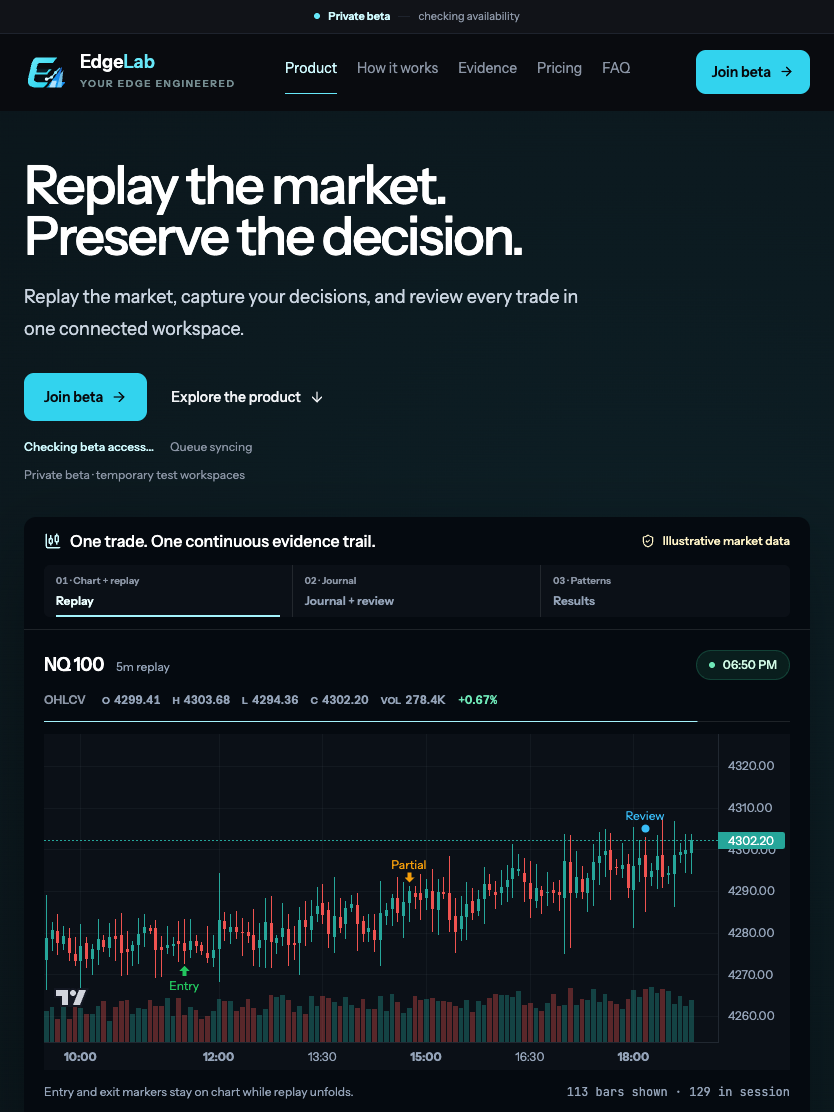 Private beta — checking availability
EdgeLab
YOUR EDGE ENGINEERED
Product How it works Evidence Pricing FAQ
Join beta →
Replay the market.
Preserve the decision.
Replay the market, capture your decisions, and review every trade in
one connected workspace.
Join beta → Explore the product ↓
Checking beta access... Queue syncing
Private beta · temporary test workspaces
One trade. One continuous evidence trail. Illustrative market data
01 · Chart + replay 02 · Journal 03 · Patterns
Replay Journal + review Results
NQ 100 5m replay 06:50 PM
OHLCV O 4299.41 H 4303.68 L 4294.36 C 4302.20 VOL 278.4K +0.67%
4320.00
4310.00
Review
4302.20
4300.00
Partial
4290.00
4280.00
4270.00
Entry
4260.00
10:00 12:00 13:30 15:00 16:30 18:00
Entry and exit markers stay on chart while replay unfolds. 113 bars shown · 129 in session